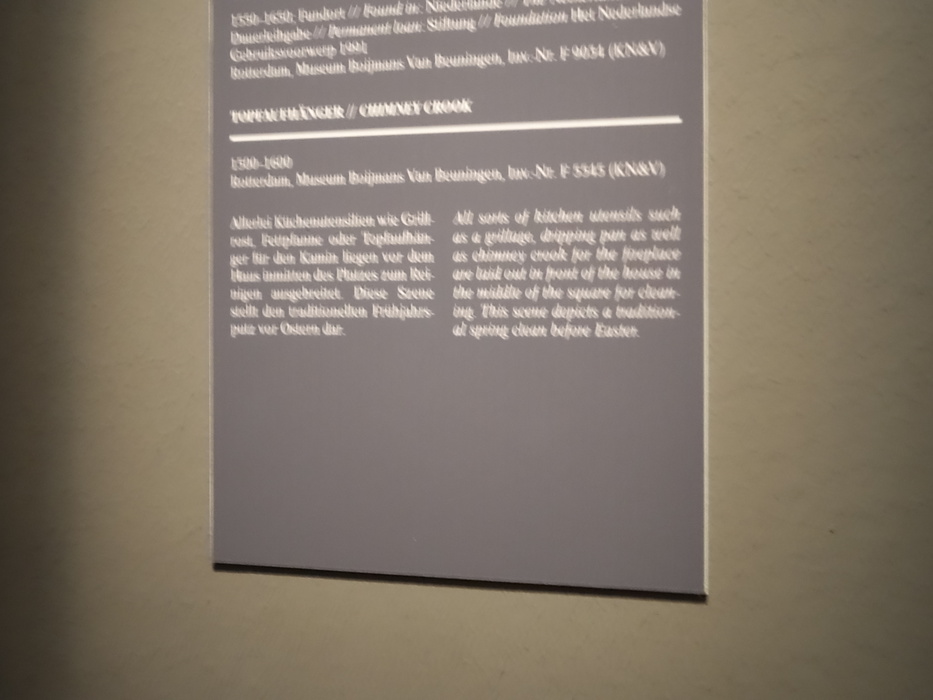 1550-1650, Fundort // Found in: Niederlande //
Dauerleihgabe // Permanent loan: Stiftung // Foundation Het Nederlandse
Gebruiksvoorwerp 1991
Rotterdam, Museum Boijmans Van Beuningen, Inv.-Nr. F 9034 (KN&V)
TOPFAUFHÄNGER // CHIMNEY CROOK
1500-1600
Rotterdam, Museum Boijmans Van Beuningen, Inv.-Nr. F 5345 (KN&V)
Allerlei Küchenutensilien wie Grill-
rost, Fettpfanne oder Topfaufhän-
ger für den Kamin liegen vor dem
Haus inmitten des Platzes zum Rei-
nigen ausgebreitet. Diese Szene
stellt den traditionellen Frühjahrs-
putz vor Ostern dar.
All sorts of kitchen utensils such
as a grillage, dripping pan as well
as chimney crook for the fireplace
are laid out in front of the house in
the middle of the square for clean-
ing. This scene depicts a tradition-
al spring clean before Easter.